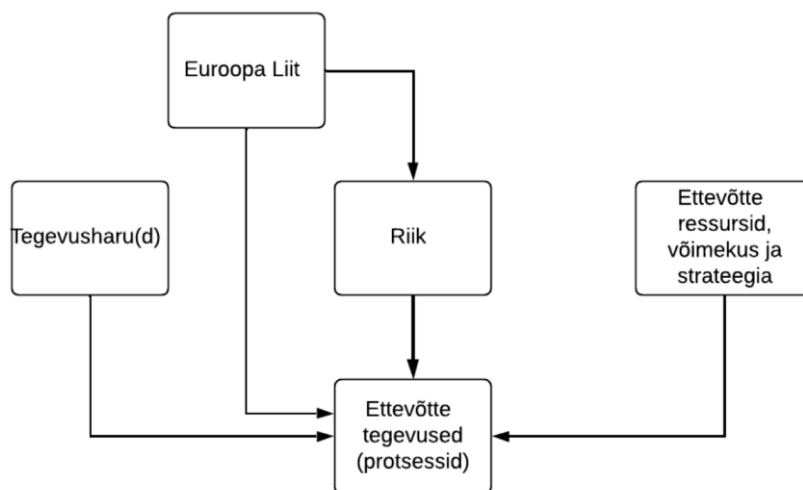 Euroopa Liit
Tegevusharu(d)
Riik
Ettevõtte
ressursid,
võimekus ja
strateegia
Ettevõtte
tegevused
(protsessid)